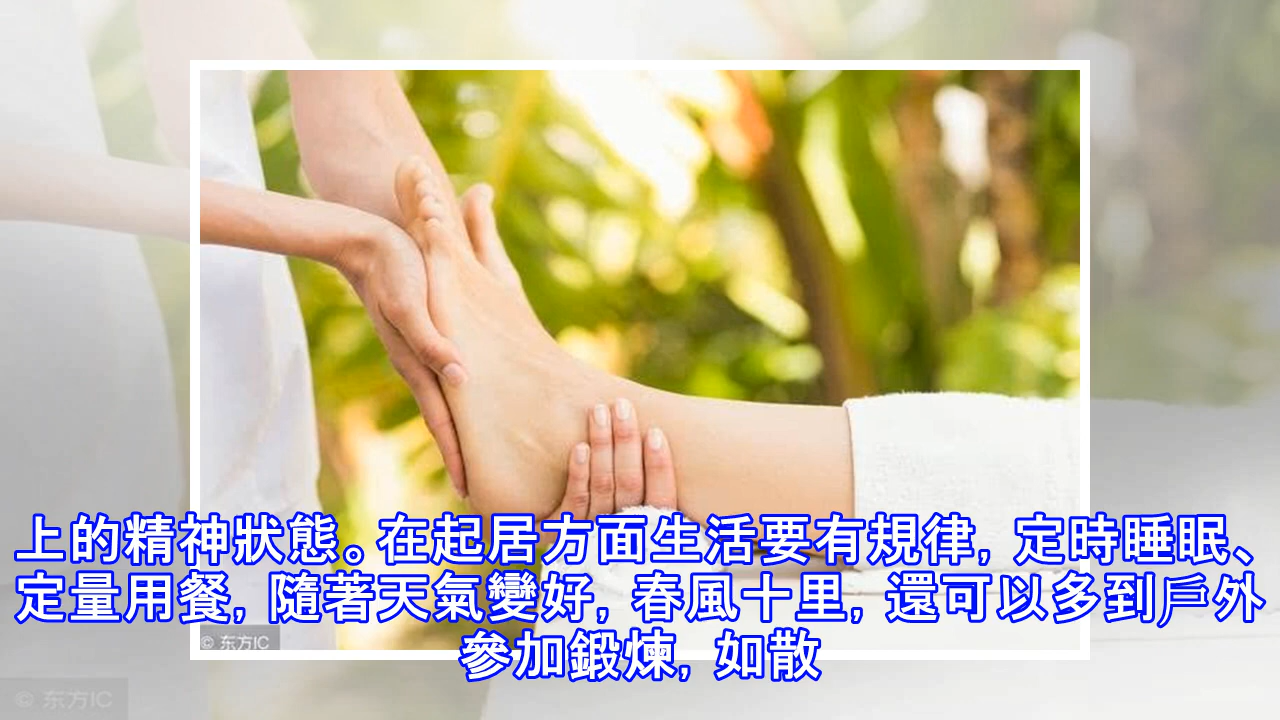 上的精神狀態。在起居方面生活要有規律, 定時睡眠、
定量用餐, 隨著天氣變好, 春風十里, 還可以多到戶外
參加鍛煉, 如散
© 东方IC
© 东方IC